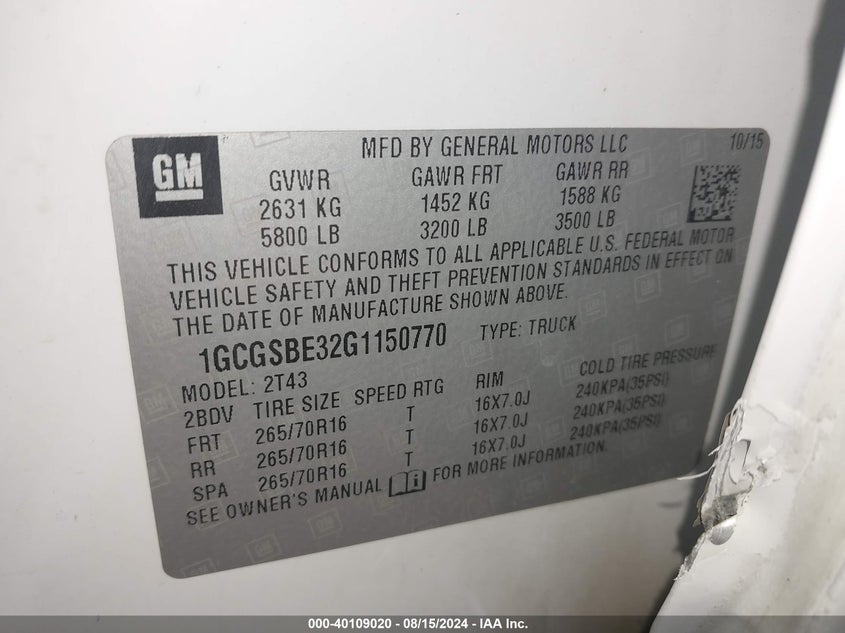 GM
MFD BY GENERAL MOTORS LLC 10/15
GVWR GAWR FRT GAWR RR
2631 KG 1452 KG 1588 KG
5800 LB 3200 LB 3500 LB
THIS VEHICLE CONFORMS TO ALL APPLICABLE U.S. FEDERAL MOTOR
VEHICLE SAFETY AND THEFT PREVENTION STANDARDS IN EFFECT ON
THE DATE OF MANUFACTURE SHOWN ABOVE.
1GCGSBE32G1150770 TYPE: TRUCK
MODEL: 2T43
2BDV TIRE SIZE SPEED RTG RIM COLD TIRE PRESSURE
FRT 265/70R16 T 16X7.0J 240KPA(35PSI)
RR 265/70R16 T 16X7.0J 240KPA(35PSI)
SPA 265/70R16 T 16X7.0J 240KPA(35PSI)
SEE OWNER'S MANUAL FOR MORE INFORMATION.
000-40109020 - 08/15/2024 - IAA Inc.